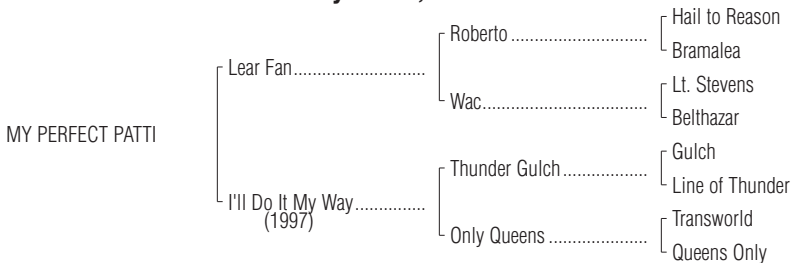 Hail to Reason
Roberto ............................
Bramalea
Lear Fan...........................
Lt. Stevens
Wac..................................
Belthazar
MY PERFECT PATTI
Gulch
Thunder Gulch .................
Line of Thunder
I'll Do It My Way...............
(1997)
Transworld
Only Queens ....................
Queens Only